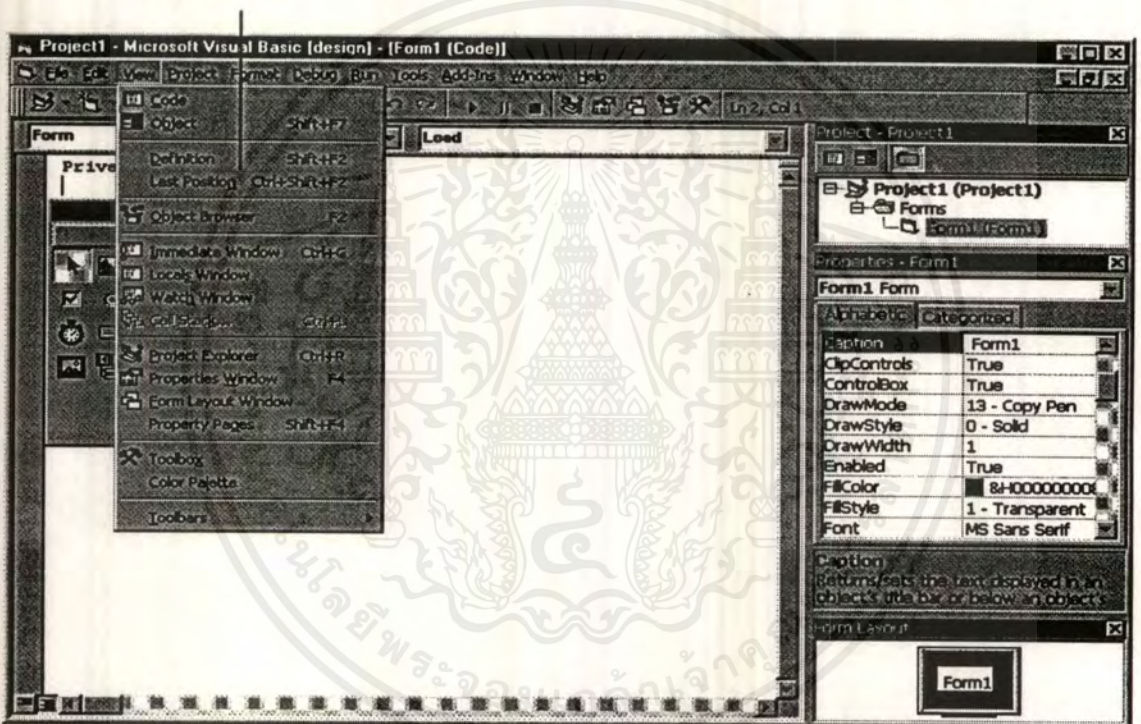 Project1 - Microsoft Visual Basic [design] - [Form1 (Code)]
File Edit View Project Format Debug Run Tools Add-Ins Window Help
Ln 2, Col 1
Form
Load
Prive
Code
Object Shift+F7
Definition Shift+F2
Last Position Ctrl+Shift+F2
Object Browser F2
Immediate Window Ctrl+G
Locals Window
Watch Window
Call Stack... Ctrl+L
Project Explorer Ctrl+R
Properties Window F4
Form Layout Window
Property Pages Shift+F4
Toolbox
Color Palette
Toolbars
Project - Project1
Project1 (Project1)
Forms
Form1 (Form1)
Properties - Form1
Form1 Form
Alphabetic Categorized
Caption Form1
ClipControls True
ControlBox True
DrawMode 13 - Copy Pen
DrawStyle 0 - Solid
DrawWidth 1
Enabled True
FillColor &H00000000&
FillStyle 1 - Transparent
Font MS Sans Serif
Caption
Returns/sets the text displayed in an
object's title bar or below an object's
Form Layout
Form1